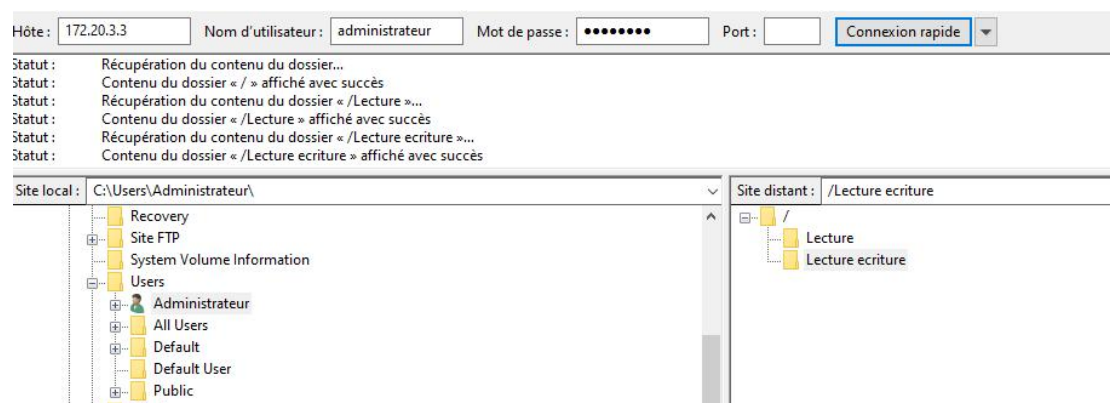 Hôte : 172.20.3.3 Nom d'utilisateur : administrateur Mot de passe : ●●●●●●●● Port : Connexion rapide
Statut : Récupération du contenu du dossier...
Statut : Contenu du dossier « / » affiché avec succès
Statut : Récupération du contenu du dossier « /Lecture »...
Statut : Contenu du dossier « /Lecture » affiché avec succès
Statut : Récupération du contenu du dossier « /Lecture ecriture »...
Statut : Contenu du dossier « /Lecture ecriture » affiché avec succès
Site local : C:\Users\Administrateur\
Recovery
Site FTP
System Volume Information
Users
Administrateur
All Users
Default
Default User
Public
Site distant : /Lecture ecriture
/
Lecture
Lecture ecriture